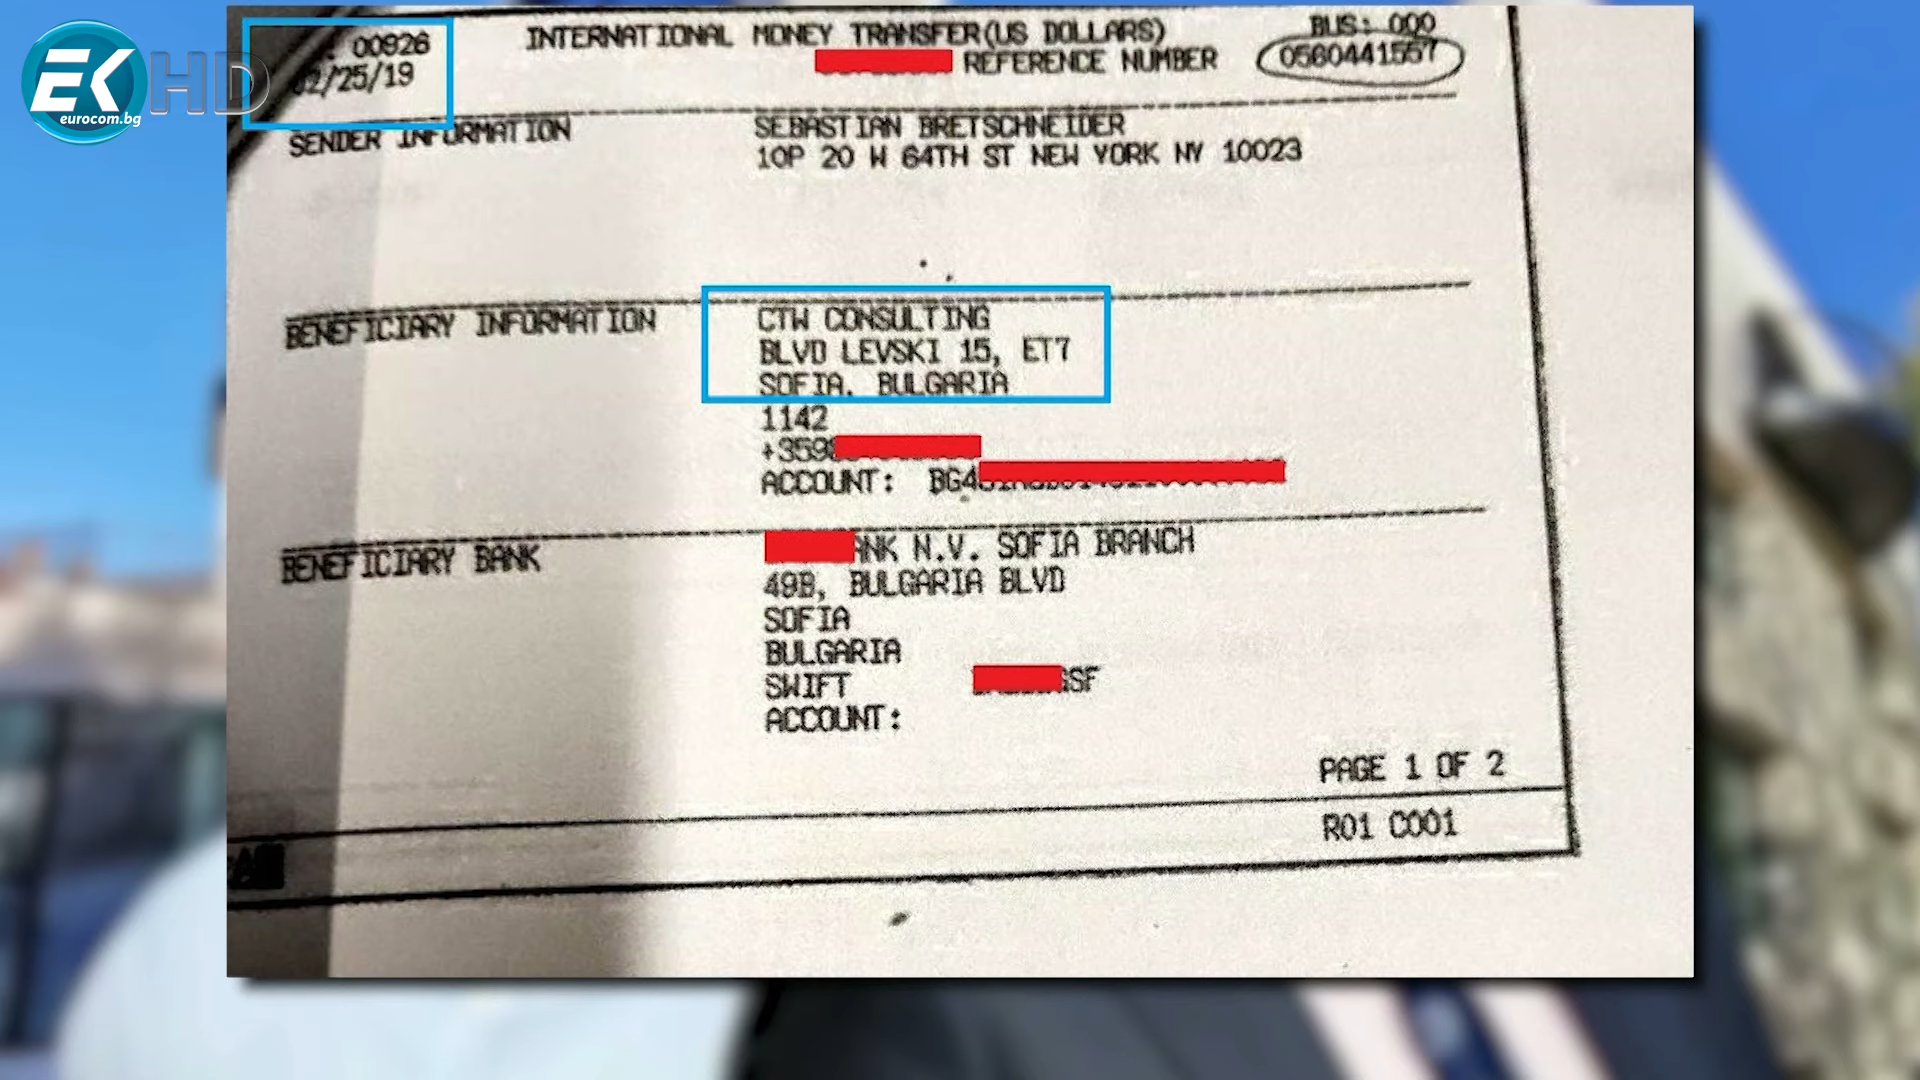 EK HD
eurocom.bg
00926
02/25/19
INTERNATIONAL MONEY TRANSFER(US DOLLARS)
REFERENCE NUMBER
BUS: 000
0560441557
SENDER INFORMATION
SEBASTIAN BRETSCHNEIDER
10P 20 W 64TH ST NEW YORK NY 10023
BENEFICIARY INFORMATION
CTW CONSULTING
BLVD LEVSKI 15, ET7
SOFIA, BULGARIA
1142
+359
ACCOUNT: BG4
BENEFICIARY BANK
ANK N.V. SOFIA BRANCH
49B, BULGARIA BLVD
SOFIA
BULGARIA
SWIFT GSF
ACCOUNT:
PAGE 1 OF 2
R01 C001